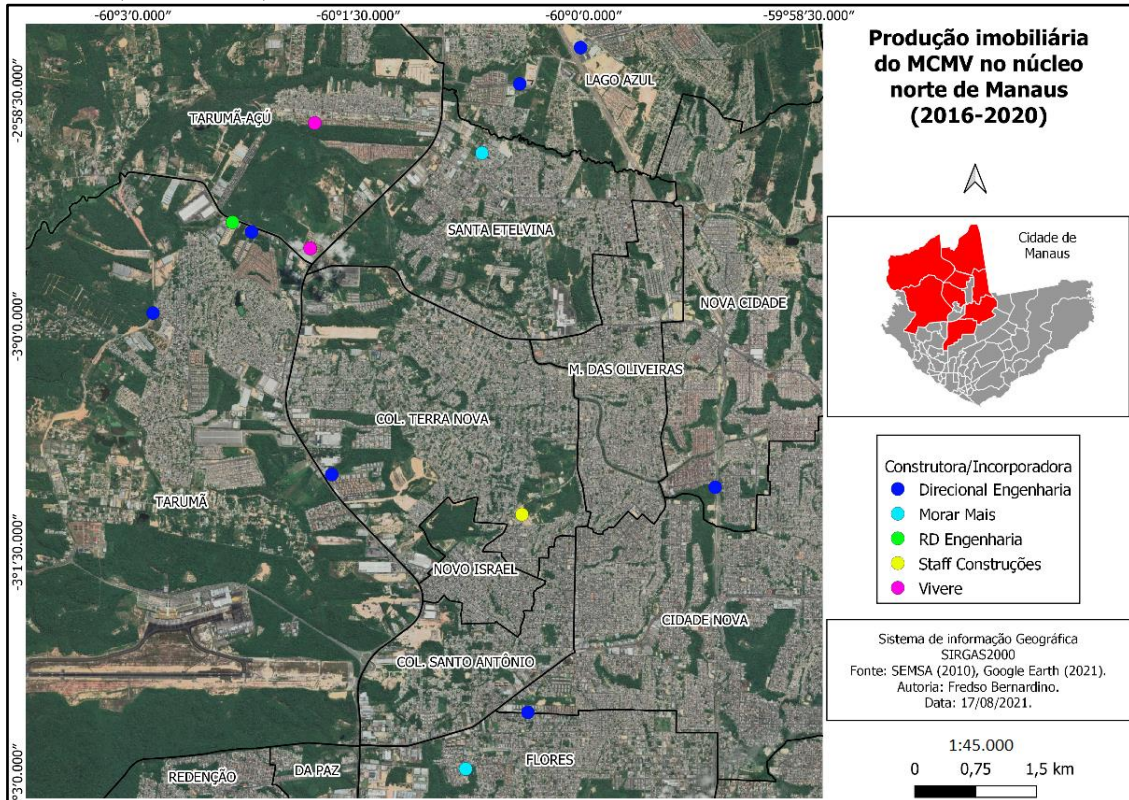 -60°3′0.000″
-60°1′30.000″
-60°0′0.000″
-59°58′30.000″
-2°58′30.000″
-3°0′0.000″
-3°1′30.000″
-3°3′0.000″
LAGO AZUL
TARUMÃ-AÇÚ
SANTA ETELVINA
NOVA CIDADE
M. DAS OLIVEIRAS
COL. TERRA NOVA
TARUMÃ
NOVO ISRAEL
CIDADE NOVA
COL. SANTO ANTÔNIO
FLORES
DA PAZ
REDENÇÃO
Produção imobiliária
do MCMV no núcleo
norte de Manaus
(2016-2020)
Cidade de
Manaus
Construtora/Incorporadora
Direcional Engenharia
Morar Mais
RD Engenharia
Staff Construções
Vivere
Sistema de informação Geográfica
SIRGAS2000
Fonte: SEMSA (2010), Google Earth (2021).
Autoria: Fredso Bernardino.
Data: 17/08/2021.
1:45.000
0 0,75 1,5 km